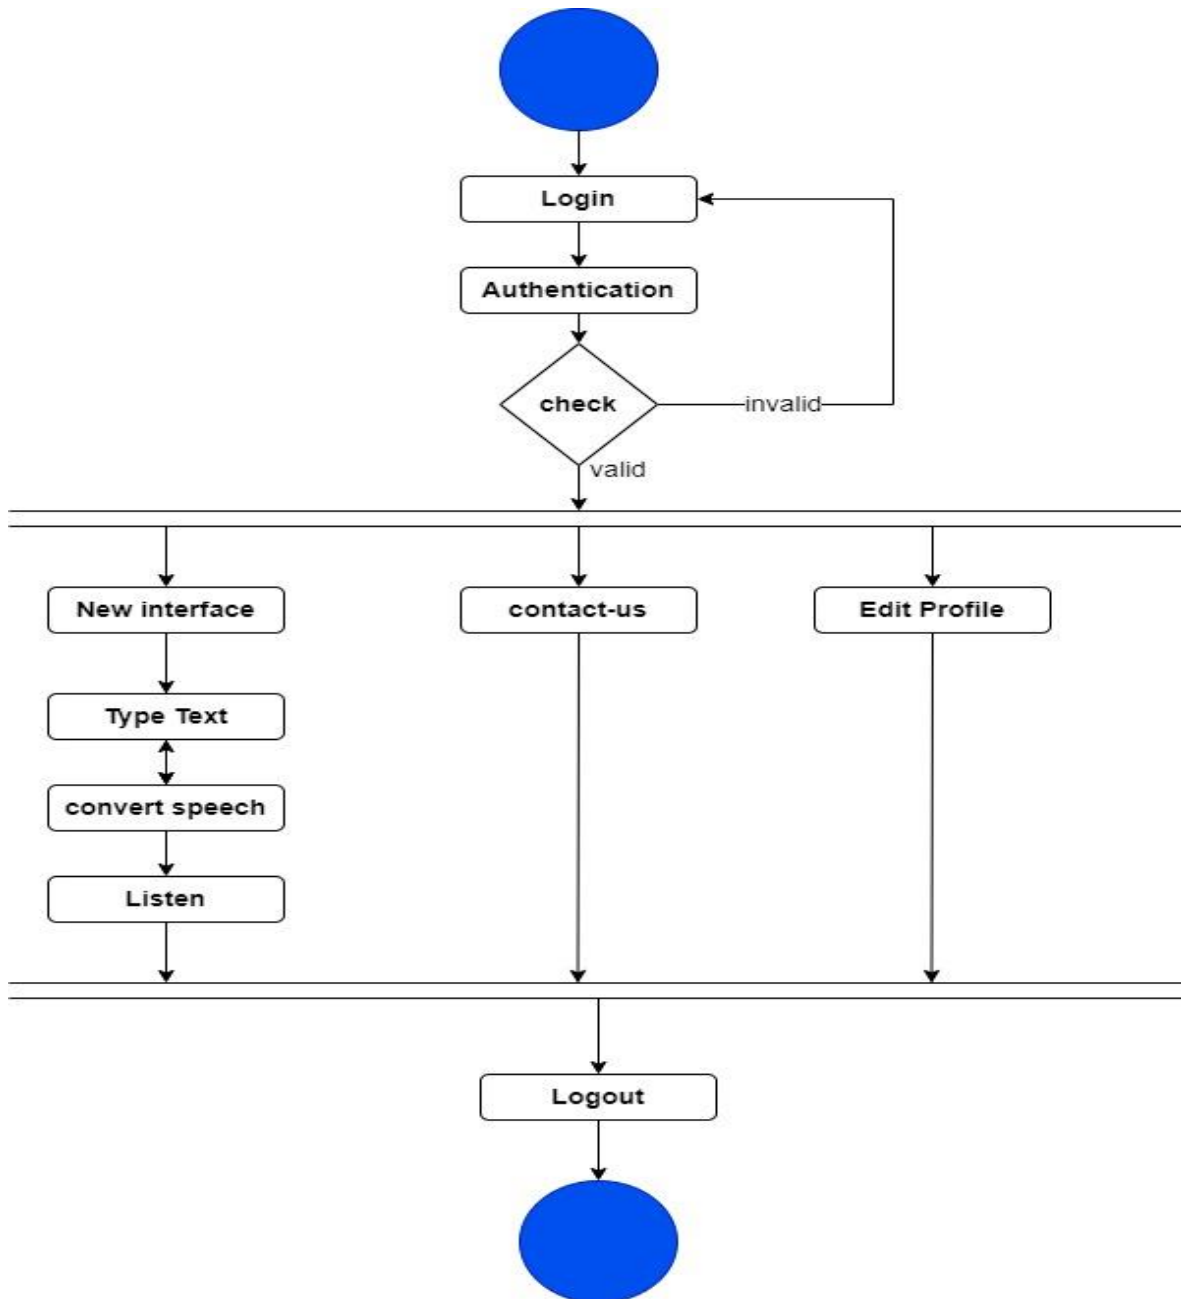 Login
Authentication
check
invalid
valid
New interface
contact-us
Edit Profile
Type Text
convert speech
Listen
Logout